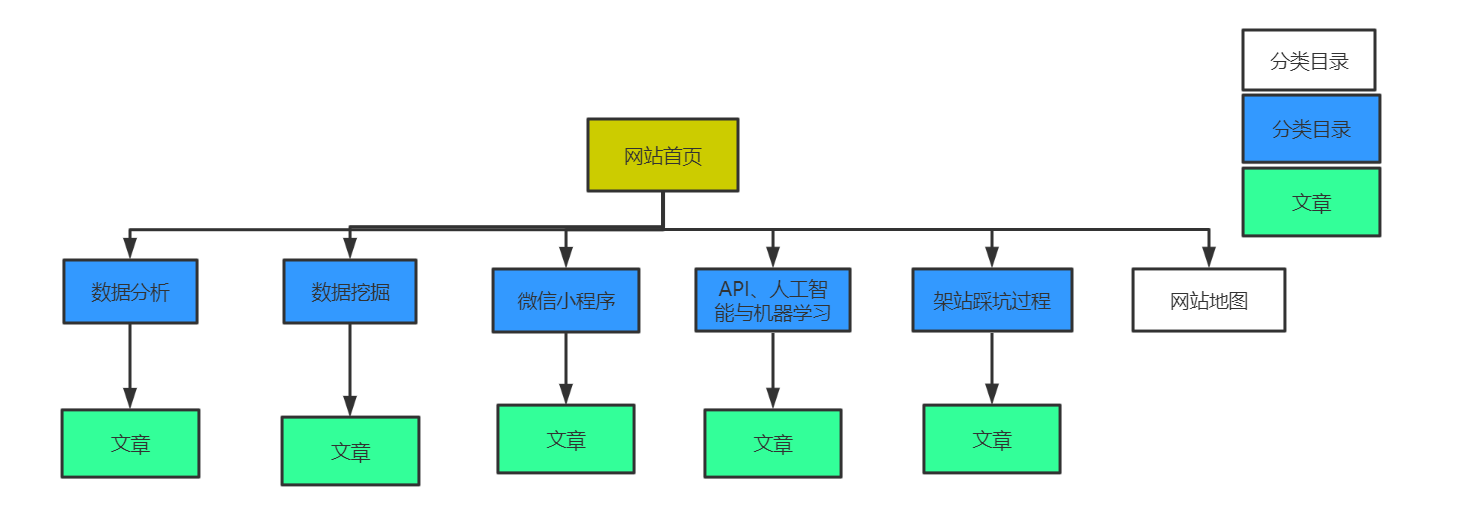 分类目录
分类目录
文章
网站首页
数据分析
数据挖掘
微信小程序
API、人工智
能与机器学习
架站踩坑过程
网站地图
文章
文章
文章
文章
文章